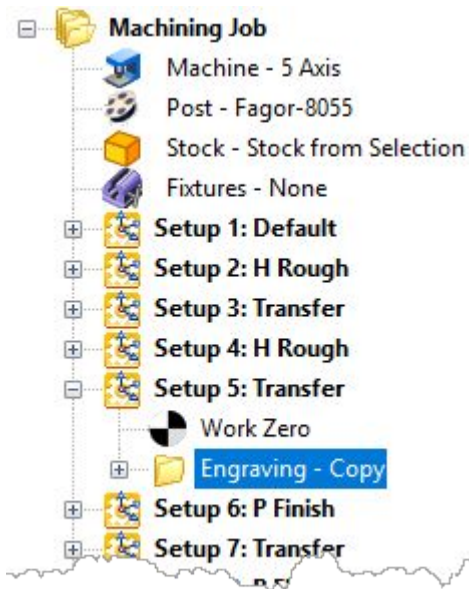 Machining Job
Machine - 5 Axis
Post - Fagor-8055
Stock - Stock from Selection
Fixtures - None
Setup 1: Default
Setup 2: H Rough
Setup 3: Transfer
Setup 4: H Rough
Setup 5: Transfer
Work Zero
Engraving - Copy
Setup 6: P Finish
Setup 7: Transfer